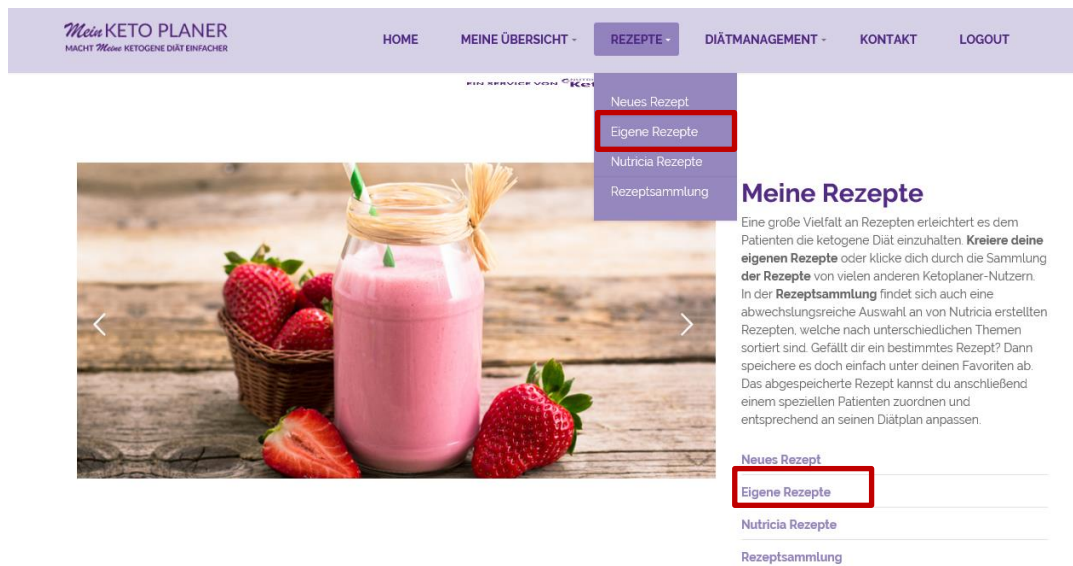 Mein KETO PLANER
MACHT Meine KETOGENE DIÄT EINFACHER
HOME MEINE ÜBERSICHT REZEPTE DIÄTMANAGEMENT KONTAKT LOGOUT
EIN SERVICE VON
Neues Rezept
Eigene Rezepte
Nutricia Rezepte
Rezeptsammlung
Meine Rezepte
Eine große Vielfalt an Rezepten erleichtert es dem
Patienten die ketogene Diät einzuhalten. Kreiere deine
eigenen Rezepte oder klicke dich durch die Sammlung
der Rezepte von vielen anderen Ketoplaner-Nutzern.
In der Rezeptsammlung findet sich auch eine
abwechslungsreiche Auswahl an von Nutricia erstellten
Rezepten, welche nach unterschiedlichen Themen
sortiert sind. Gefällt dir ein bestimmtes Rezept? Dann
speichere es doch einfach unter deinen Favoriten ab.
Das abgespeicherte Rezept kannst du anschließend
einem speziellen Patienten zuordnen und
entsprechend an seinen Diätplan anpassen.
Neues Rezept
Eigene Rezepte
Nutricia Rezepte
Rezeptsammlung